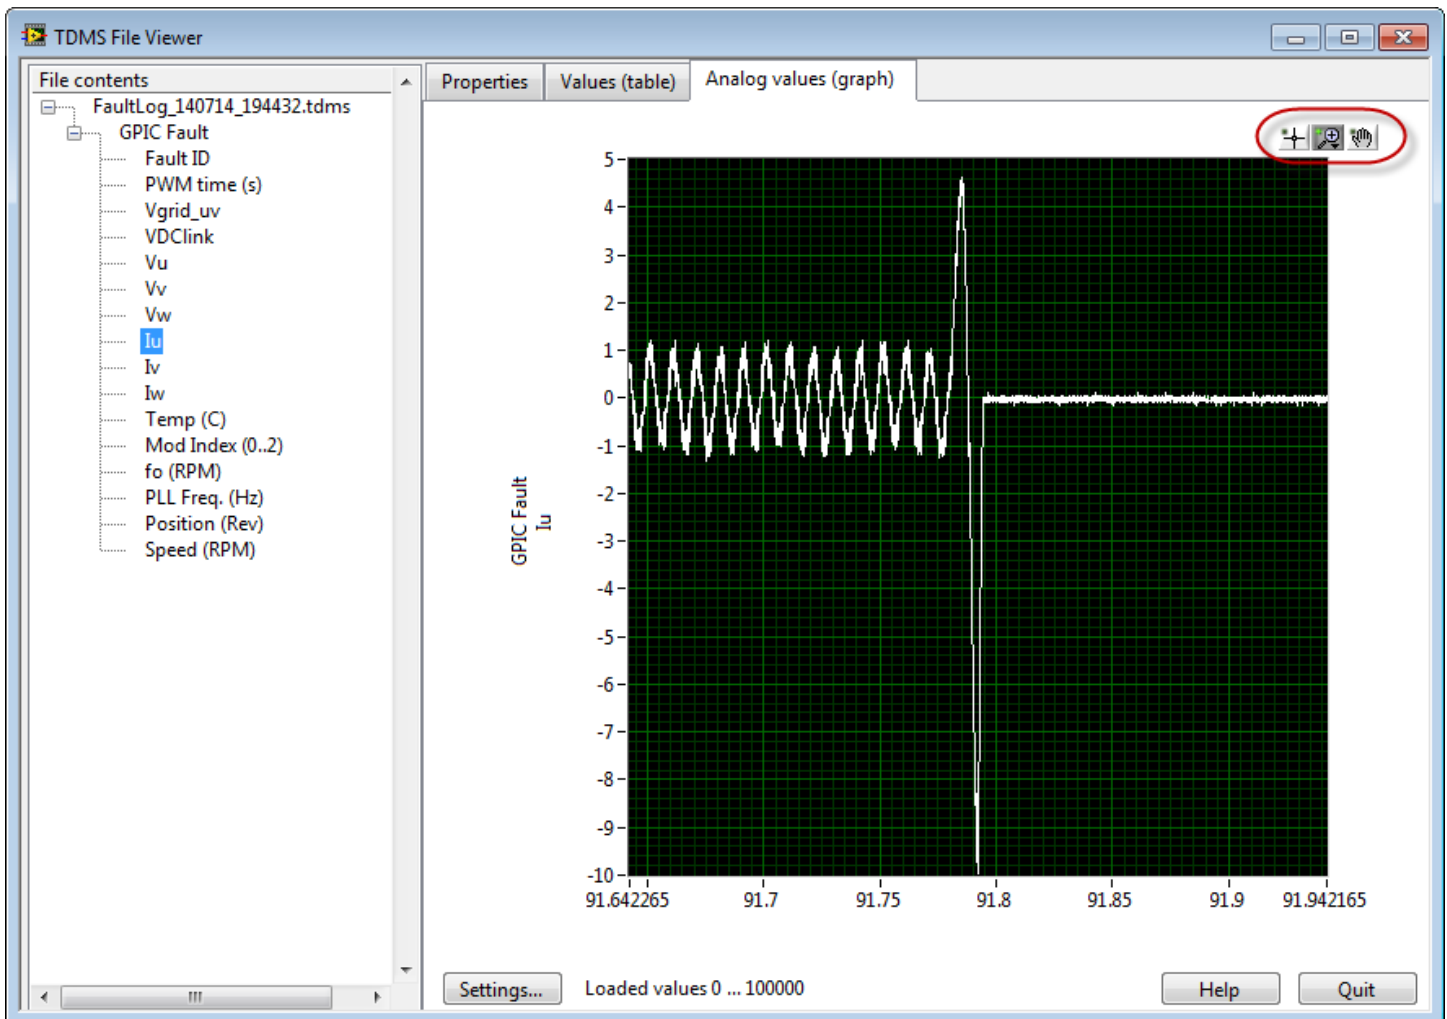 TDMS File Viewer
File contents
FaultLog_140714_194432.tdms
GPIC Fault
Fault ID
PWM time (s)
Vgrid_uv
VDClink
Vu
Vv
Vw
Iu
Iv
Iw
Temp (C)
Mod Index (0..2)
fo (RPM)
PLL Freq. (Hz)
Position (Rev)
Speed (RPM)
Properties
Values (table)
Analog values (graph)
5
4
3
2
1
0
-1
-2
-3
-4
-5
-6
-7
-8
-9
-10
GPIC Fault
Iu
91.642265
91.7
91.75
91.8
91.85
91.9
91.942165
Settings...
Loaded values 0 ... 100000
Help
Quit